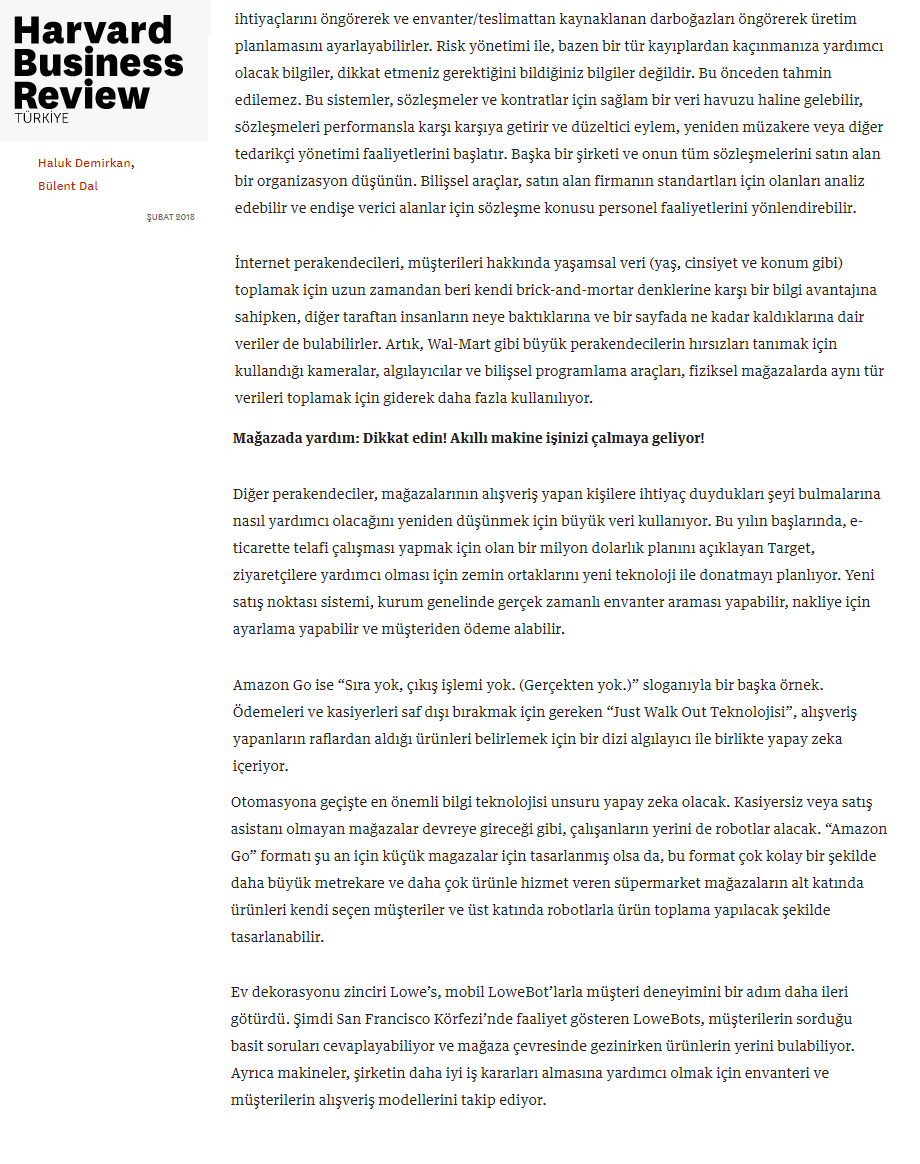 Harvard
Business
Review
TÜRKİYE
Haluk Demirkan,
Bülent Dal
ŞUBAT 2018
ihtiyaçlarını öngörerek ve envanter/teslimattan kaynaklanan darboğazları öngörerek üretim
planlamasını ayarlayabilirler. Risk yönetimi ile, bazen bir tür kayıplardan kaçınmanıza yardımcı
olacak bilgiler, dikkat etmeniz gerektiğini bildiğiniz bilgiler değildir. Bu önceden tahmin
edilemez. Bu sistemler, sözleşmeler ve kontratlar için sağlam bir veri havuzu haline gelebilir,
sözleşmeleri performansla karşı karşıya getirir ve düzeltici eylem, yeniden müzakere veya diğer
tedarikçi yönetimi faaliyetlerini başlatır. Başka bir şirketi ve onun tüm sözleşmelerini satın alan
bir organizasyon düşünün. Bilişsel araçlar, satın alan firmanın standartları için olanları analiz
edebilir ve endişe verici alanlar için sözleşme konusu personel faaliyetlerini yönlendirebilir.
İnternet perakendecileri, müşterileri hakkında yaşamsal veri (yaş, cinsiyet ve konum gibi)
toplamak için uzun zamandan beri kendi brick-and-mortar denklerine karşı bir bilgi avantajına
sahipken, diğer taraftan insanların neye baktıklarına ve bir sayfada ne kadar kaldıklarına dair
veriler de bulabilirler. Artık, Wal-Mart gibi büyük perakendecilerin hırsızları tanımak için
kullandığı kameralar, algılayıcılar ve bilişsel programlama araçları, fiziksel mağazalarda aynı tür
verileri toplamak için giderek daha fazla kullanılıyor.
Mağazada yardım: Dikkat edin! Akıllı makine işinizi çalmaya geliyor!
Diğer perakendeciler, mağazalarının alışveriş yapan kişilere ihtiyaç duydukları şeyi bulmalarına
nasıl yardımcı olacağını yeniden düşünmek için büyük veri kullanıyor. Bu yılın başlarında, e-
ticarette telafi çalışması yapmak için olan bir milyon dolarlık planını açıklayan Target,
ziyaretçilere yardımcı olması için zemin ortaklarını yeni teknoloji ile donatmayı planlıyor. Yeni
satış noktası sistemi, kurum genelinde gerçek zamanlı envanter araması yapabilir, nakliye için
ayarlama yapabilir ve müşteriden ödeme alabilir.
Amazon Go ise “Sıra yok, çıkış işlemi yok. (Gerçekten yok.)” sloganıyla bir başka örnek.
Ödemeleri ve kasiyerleri saf dışı bırakmak için gereken “Just Walk Out Teknolojisi”, alışveriş
yapanların raflardan aldığı ürünleri belirlemek için bir dizi algılayıcı ile birlikte yapay zeka
içeriyor.
Otomasyona geçişte en önemli bilgi teknolojisi unsuru yapay zeka olacak. Kasiyersiz veya satış
asistanı olmayan mağazalar devreye gireceği gibi, çalışanların yerini de robotlar alacak. “Amazon
Go” formatı şu an için küçük magazalar için tasarlanmış olsa da, bu format çok kolay bir şekilde
daha büyük metrekare ve daha çok ürünle hizmet veren süpermarket mağazaların alt katında
ürünleri kendi seçen müşteriler ve üst katında robotlarla ürün toplama yapılacak şekilde
tasarlanabilir.
Ev dekorasyonu zinciri Lowe’s, mobil LoweBot’larla müşteri deneyimini bir adım daha ileri
götürdü. Şimdi San Francisco Körfezi’nde faaliyet gösteren LoweBots, müşterilerin sorduğu
basit soruları cevaplayabiliyor ve mağaza çevresinde gezinirken ürünlerin yerini bulabiliyor.
Ayrıca makineler, şirketin daha iyi iş kararları almasına yardımcı olmak için envanteri ve
müşterilerin alışveriş modellerini takip ediyor.